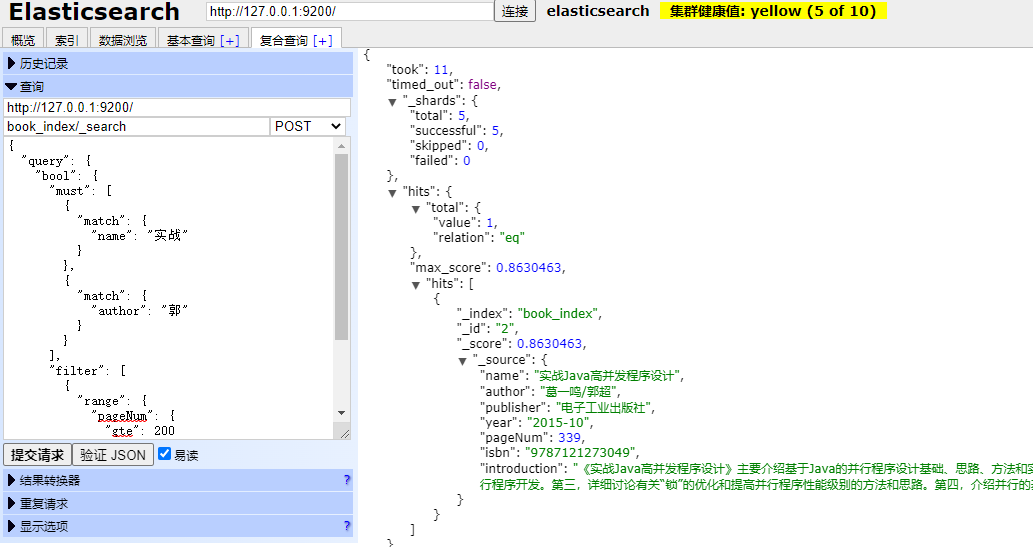 Elasticsearch http://127.0.0.1:9200/ 连接 elasticsearch 集群健康值: yellow (5 of 10)
概览 索引 数据浏览 基本查询 [+] 复合查询 [+]
历史记录
查询
http://127.0.0.1:9200/
book_index/_search POST
{
"query": {
"bool": {
"must": [
{
"match": {
"name": "实战"
}
},
{
"match": {
"author": "郭"
}
}
],
"filter": [
{
"range": {
"pageNum": {
"gte": 200
提交请求 验证 JSON 易读
结果转换器 ?
重复请求
显示选项 ?
{
"took": 11,
"timed_out": false,
"_shards": {
"total": 5,
"successful": 5,
"skipped": 0,
"failed": 0
},
"hits": {
"total": {
"value": 1,
"relation": "eq"
},
"max_score": 0.8630463,
"hits": [
{
"_index": "book_index",
"_id": "2",
"_score": 0.8630463,
"_source": {
"name": "实战Java高并发程序设计",
"author": "葛一鸣/郭超",
"publisher": "电子工业出版社",
"year": "2015-10",
"pageNum": 339,
"isbn": "9787121273049",
"introduction": "《实战Java高并发程序设计》主要介绍基于Java的并行程序设计基础、思路、方法和实
行程序开发。第三，详细讨论有关“锁”的优化和提高并行程序性能级别的方法和思路。第四，介绍并行的基
}
}
]
}